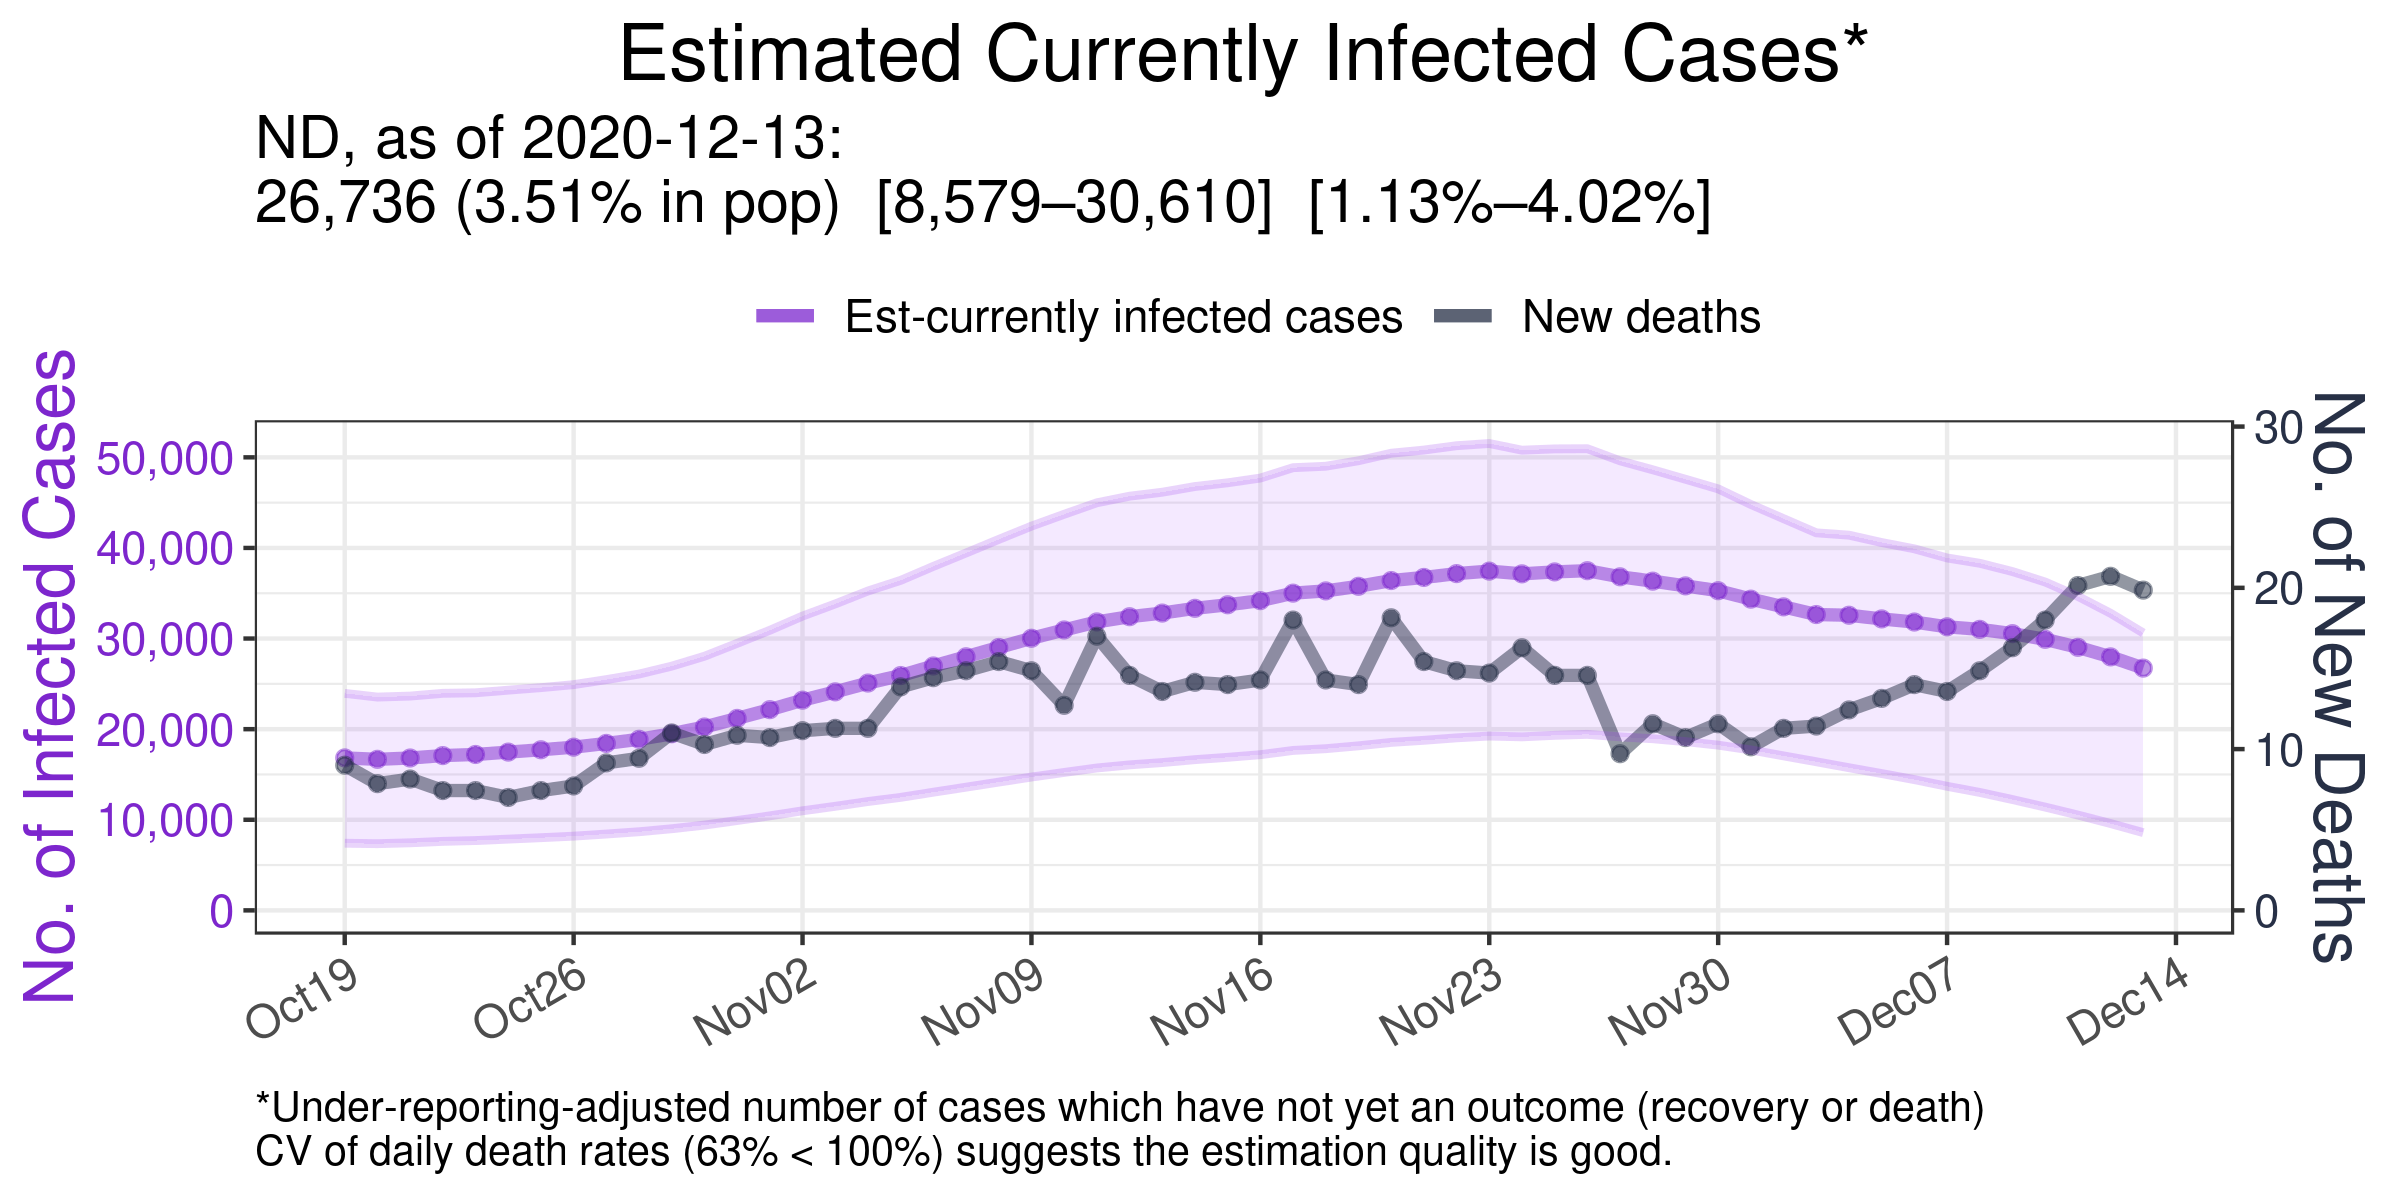 Estimated Currently Infected Cases*
ND, as of 2020-12-13:
26,736 (3.51% in pop)  [8,579–30,610]  [1.13%–4.02%]
Est-currently infected cases
New deaths
No. of Infected Cases
50,000
40,000
30,000
20,000
10,000
0
30
20
10
0
No. of New Deaths
Oct19
Oct26
Nov02
Nov09
Nov16
Nov23
Nov30
Dec07
Dec14
*Under-reporting-adjusted number of cases which have not yet an outcome (recovery or death)
CV of daily death rates (63% < 100%) suggests the estimation quality is good.